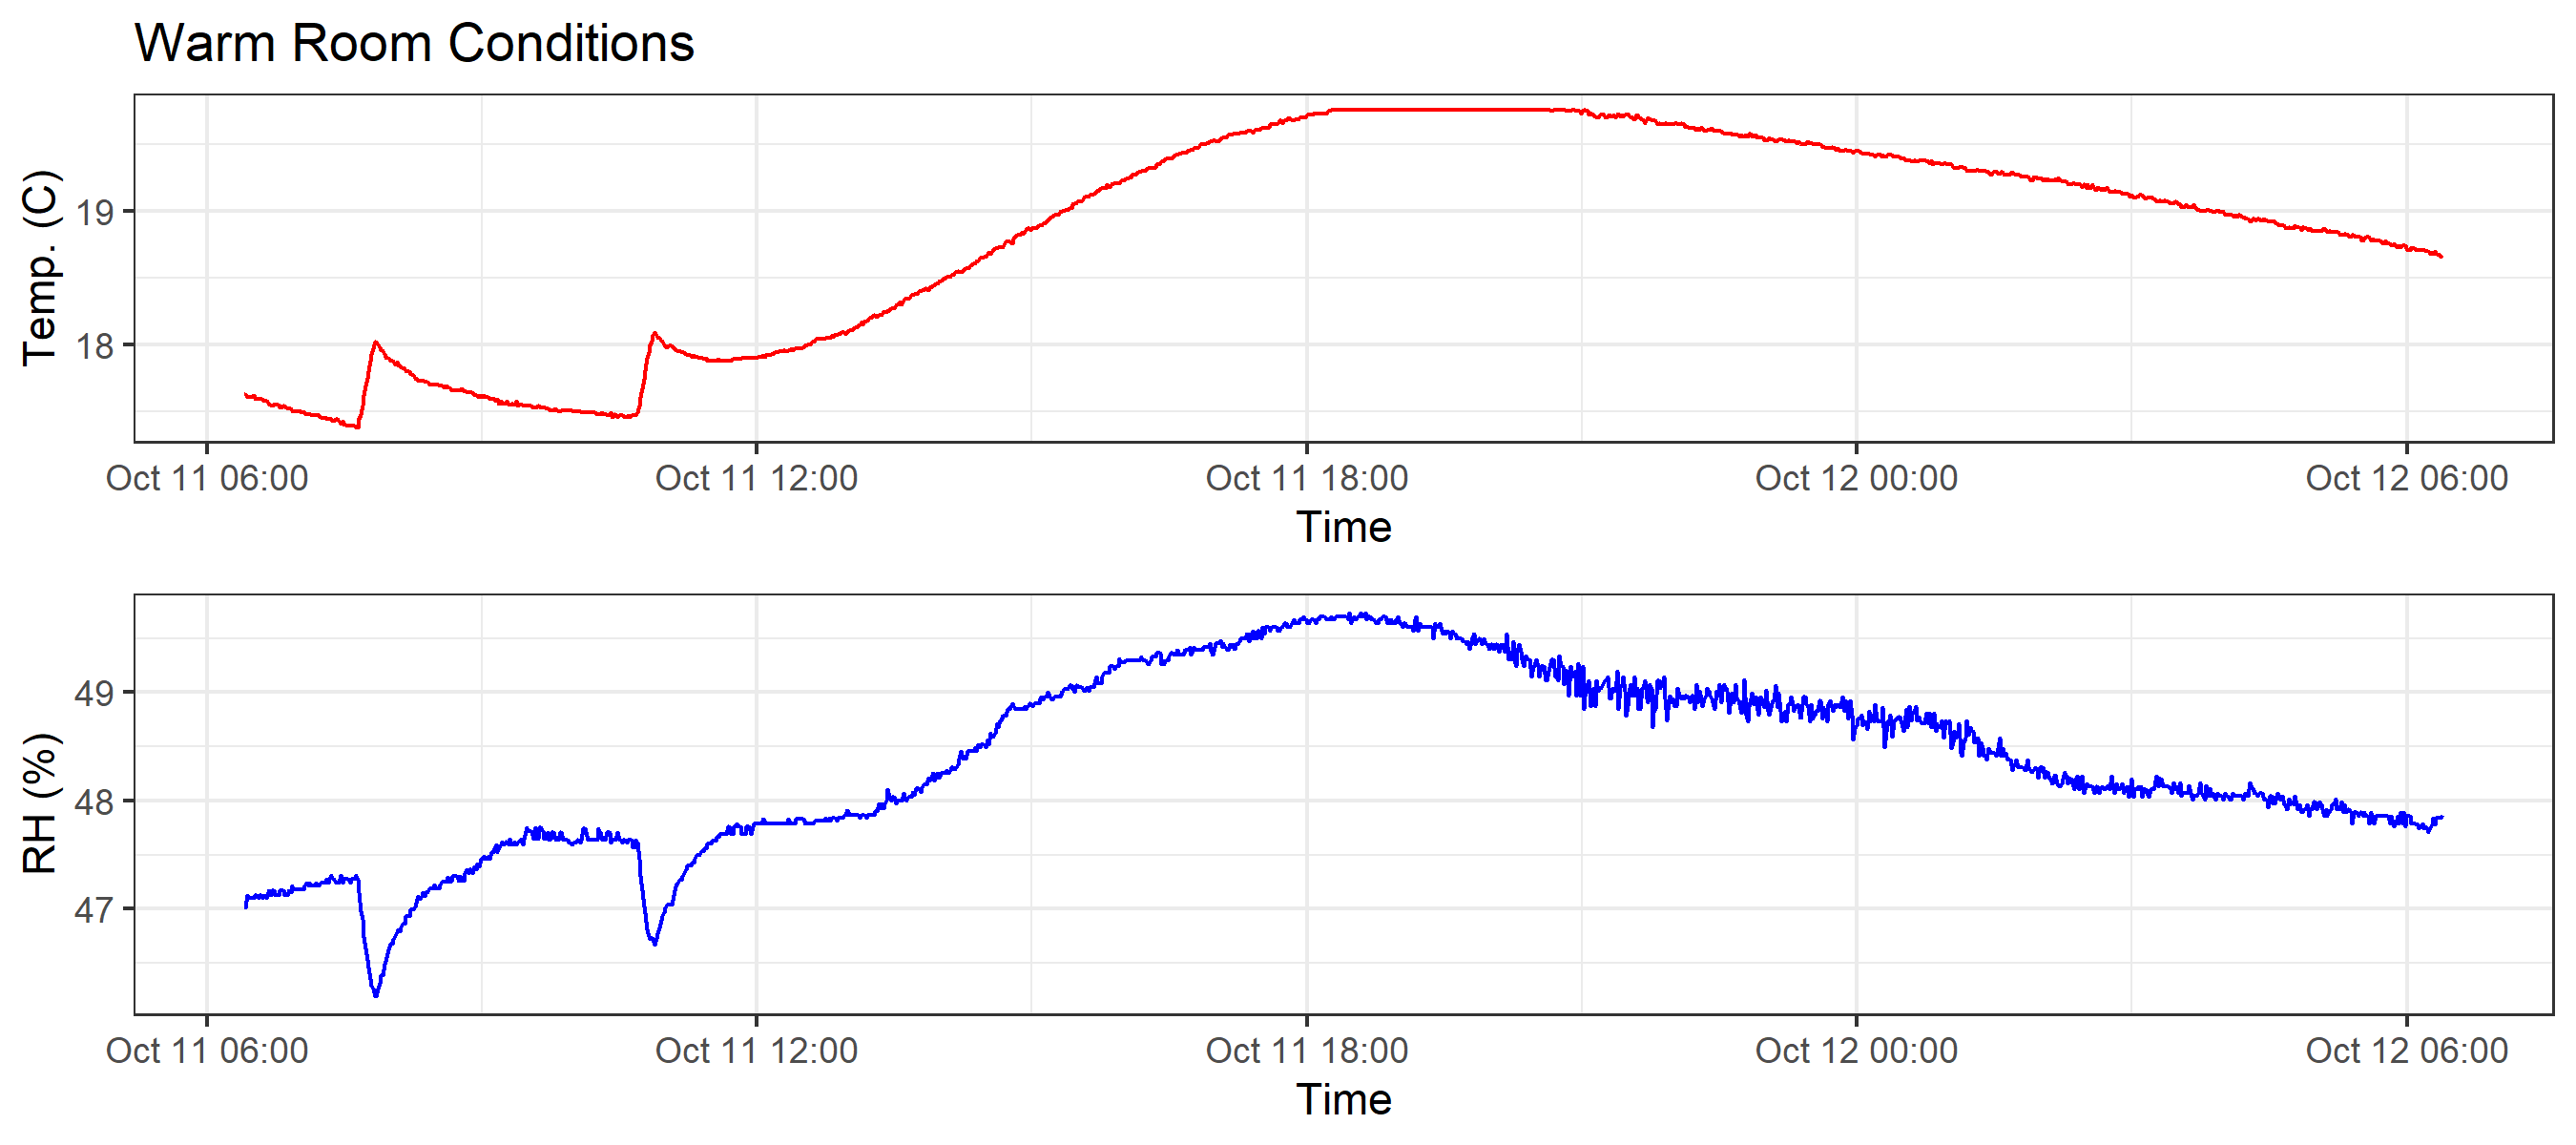 Warm Room Conditions
Temp. (C)
19
18
Oct 11 06:00 Oct 11 12:00 Oct 11 18:00 Oct 12 00:00 Oct 12 06:00
Time
RH (%)
49
48
47
Oct 11 06:00 Oct 11 12:00 Oct 11 18:00 Oct 12 00:00 Oct 12 06:00
Time